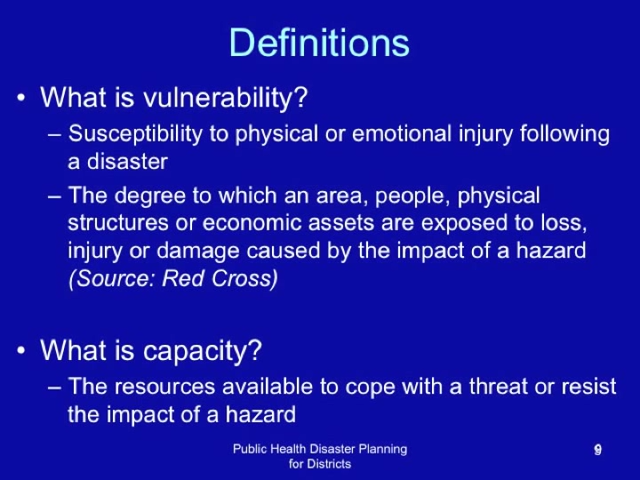 Definitions
• What is vulnerability?
– Susceptibility to physical or emotional injury following
a disaster
– The degree to which an area, people, physical
structures or economic assets are exposed to loss,
injury or damage caused by the impact of a hazard
(Source: Red Cross)
• What is capacity?
– The resources available to cope with a threat or resist
the impact of a hazard
Public Health Disaster Planning
for Districts
9